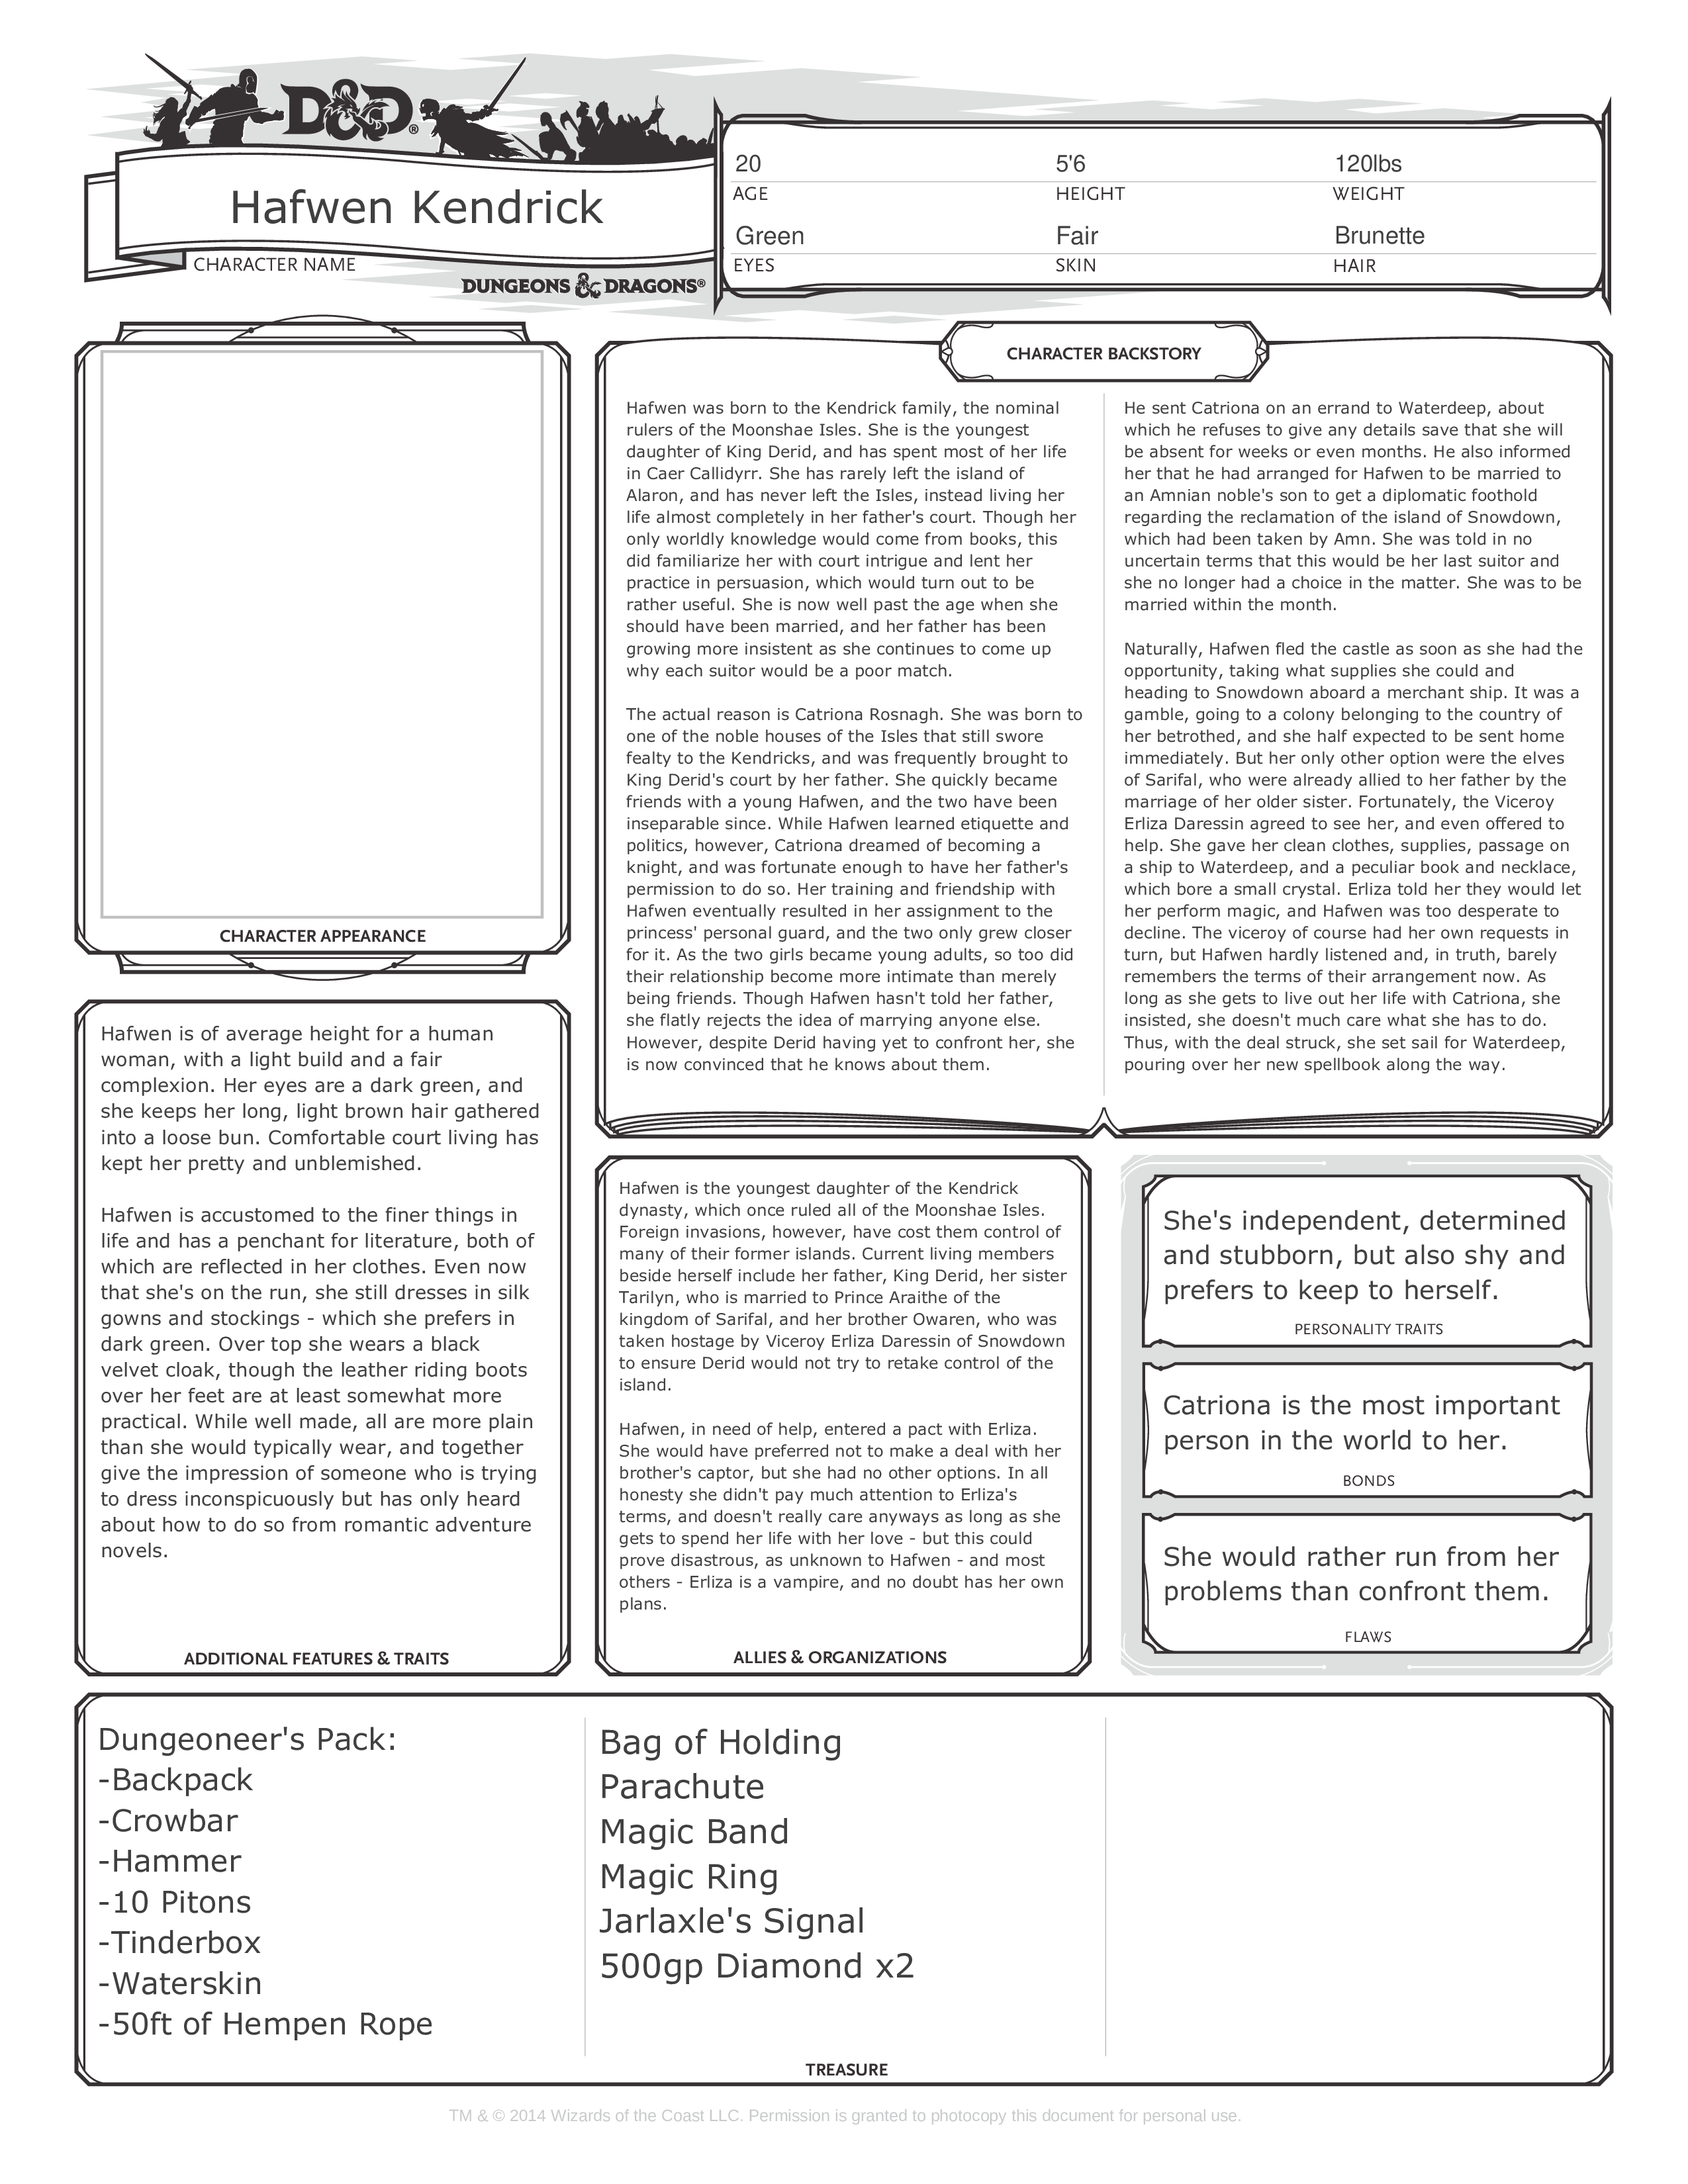 D&D®
Hafwen Kendrick
CHARACTER NAME
DUNGEONS & DRAGONS®
20 5'6 120lbs
AGE HEIGHT WEIGHT
Green Fair Brunette
EYES SKIN HAIR
CHARACTER APPEARANCE
CHARACTER BACKSTORY
Hafwen was born to the Kendrick family, the nominal
rulers of the Moonshae Isles. She is the youngest
daughter of King Derid, and has spent most of her life
in Caer Callidyrr. She has rarely left the island of
Alaron, and has never left the Isles, instead living her
life almost completely in her father's court. Though her
only worldly knowledge would come from books, this
did familiarize her with court intrigue and lent her
practice in persuasion, which would turn out to be
rather useful. She is now well past the age when she
should have been married, and her father has been
growing more insistent as she continues to come up
why each suitor would be a poor match.
The actual reason is Catriona Rosnagh. She was born to
one of the noble houses of the Isles that still swore
fealty to the Kendricks, and was frequently brought to
King Derid's court by her father. She quickly became
friends with a young Hafwen, and the two have been
inseparable since. While Hafwen learned etiquette and
politics, however, Catriona dreamed of becoming a
knight, and was fortunate enough to have her father's
permission to do so. Her training and friendship with
Hafwen eventually resulted in her assignment to the
princess' personal guard, and the two only grew closer
for it. As the two girls became young adults, so too did
their relationship become more intimate than merely
being friends. Though Hafwen hasn't told her father,
she flatly rejects the idea of marrying anyone else.
However, despite Derid having yet to confront her, she
is now convinced that he knows about them.
He sent Catriona on an errand to Waterdeep, about
which he refuses to give any details save that she will
be absent for weeks or even months. He also informed
her that he had arranged for Hafwen to be married to
an Amnian noble's son to get a diplomatic foothold
regarding the reclamation of the island of Snowdown,
which had been taken by Amn. She was told in no
uncertain terms that this would be her last suitor and
she no longer had a choice in the matter. She was to be
married within the month.
Naturally, Hafwen fled the castle as soon as she had the
opportunity, taking what supplies she could and
heading to Snowdown aboard a merchant ship. It was a
gamble, going to a colony belonging to the country of
her betrothed, and she half expected to be sent home
immediately. But her only other option were the elves
of Sarifal, who were already allied to her father by the
marriage of her older sister. Fortunately, the Viceroy
Erliza Daressin agreed to see her, and even offered to
help. She gave her clean clothes, supplies, passage on
a ship to Waterdeep, and a peculiar book and necklace,
which bore a small crystal. Erliza told her they would let
her perform magic, and Hafwen was too desperate to
decline. The viceroy of course had her own requests in
turn, but Hafwen hardly listened and, in truth, barely
remembers the terms of their arrangement now. As
long as she gets to live out her life with Catriona, she
insisted, she doesn't much care what she has to do.
Thus, with the deal struck, she set sail for Waterdeep,
pouring over her new spellbook along the way.
Hafwen is of average height for a human
woman, with a light build and a fair
complexion. Her eyes are a dark green, and
she keeps her long, light brown hair gathered
into a loose bun. Comfortable court living has
kept her pretty and unblemished.
Hafwen is accustomed to the finer things in
life and has a penchant for literature, both of
which are reflected in her clothes. Even now
that she's on the run, she still dresses in silk
gowns and stockings - which she prefers in
dark green. Over top she wears a black
velvet cloak, though the leather riding boots
over her feet are at least somewhat more
practical. While well made, all are more plain
than she would typically wear, and together
give the impression of someone who is trying
to dress inconspicuously but has only heard
about how to do so from romantic adventure
novels.
ADDITIONAL FEATURES & TRAITS
Hafwen is the youngest daughter of the Kendrick
dynasty, which once ruled all of the Moonshae Isles.
Foreign invasions, however, have cost them control of
many of their former islands. Current living members
beside herself include her father, King Derid, her sister
Tarilyn, who is married to Prince Araithe of the
kingdom of Sarifal, and her brother Owaren, who was
taken hostage by Viceroy Erliza Daressin of Snowdown
to ensure Derid would not try to retake control of the
island.
Hafwen, in need of help, entered a pact with Erliza.
She would have preferred not to make a deal with her
brother's captor, but she had no other options. In all
honesty she didn't pay much attention to Erliza's
terms, and doesn't really care anyways as long as she
gets to spend her life with her love - but this could
prove disastrous, as unknown to Hafwen - and most
others - Erliza is a vampire, and no doubt has her own
plans.
ALLIES & ORGANIZATIONS
She's independent, determined
and stubborn, but also shy and
prefers to keep to herself.
PERSONALITY TRAITS
Catriona is the most important
person in the world to her.
BONDS
She would rather run from her
problems than confront them.
FLAWS
Dungeoneer's Pack:
-Backpack
-Crowbar
-Hammer
-10 Pitons
-Tinderbox
-Waterskin
-50ft of Hempen Rope
Bag of Holding
Parachute
Magic Band
Magic Ring
Jarlaxle's Signal
500gp Diamond x2
TREASURE
TM & © 2014 Wizards of the Coast LLC. Permission is granted to photocopy this document for personal use.